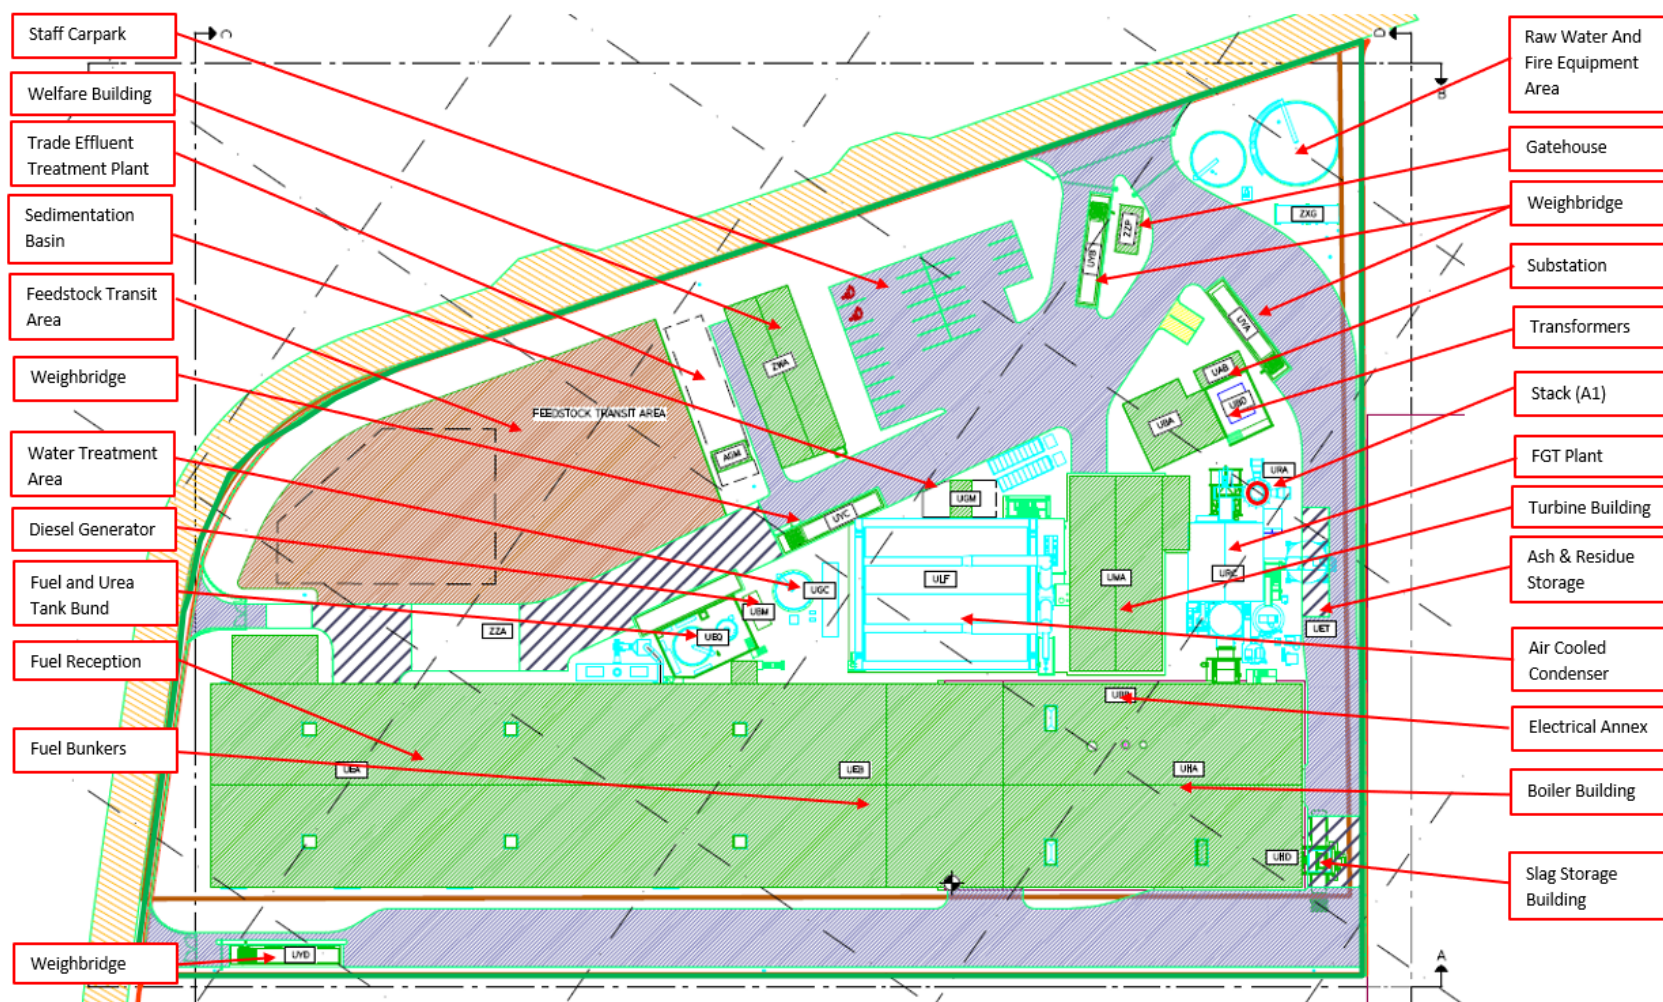 Staff Carpark
Welfare Building
Trade Effluent
Treatment Plant
Sedimentation
Basin
Feedstock Transit
Area
Weighbridge
Water Treatment
Area
Diesel Generator
Fuel and Urea
Tank Bund
Fuel Reception
Fuel Bunkers
Weighbridge
C
D
B
A
ZXG
ZZP
UYB
UYA
UAB
UBD
UBA
ZWA
FEEDSTOCK TRANSIT AREA
AGM
UYC
UGM
URA
UGC
ULF
UMA
URC
UBM
UEQ
ZZA
UET
UBB
UEA
UEB
UHA
UHD
UYD
Raw Water And
Fire Equipment
Area
Gatehouse
Weighbridge
Substation
Transformers
Stack (A1)
FGT Plant
Turbine Building
Ash & Residue
Storage
Air Cooled
Condenser
Electrical Annex
Boiler Building
Slag Storage
Building